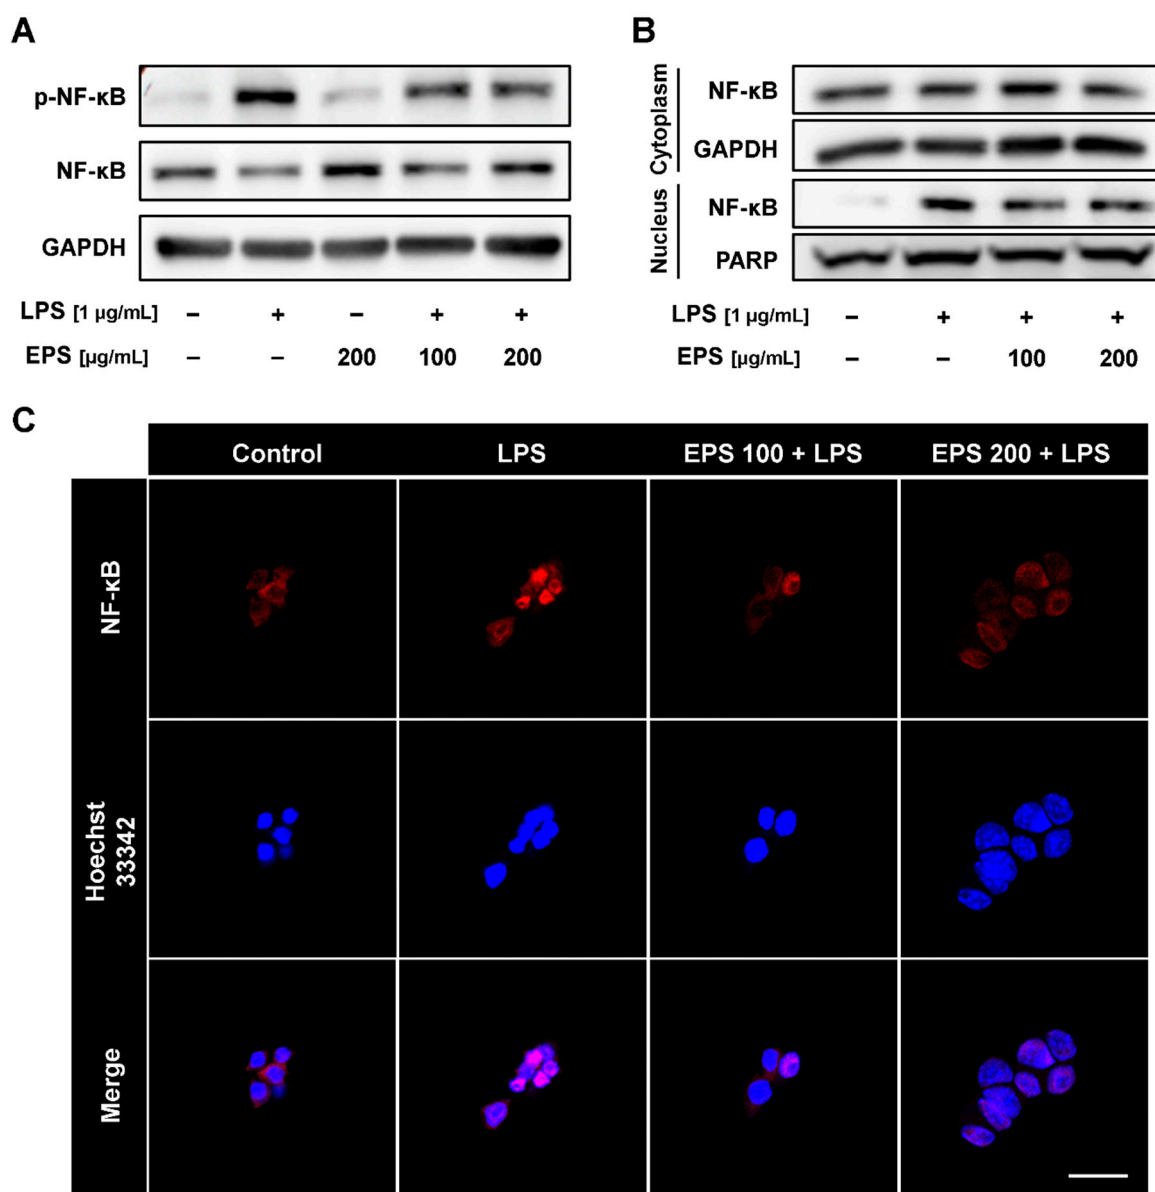 A
p-NF-κB
NF-κB
GAPDH
LPS [1 µg/mL] – + – + +
EPS [µg/mL] – – 200 100 200
B
Cytoplasm
NF-κB
GAPDH
Nucleus
NF-κB
PARP
LPS [1 µg/mL] – + + +
EPS [µg/mL] – – 100 200
C
Control LPS EPS 100 + LPS EPS 200 + LPS
NF-κB
Hoechst
33342
Merge